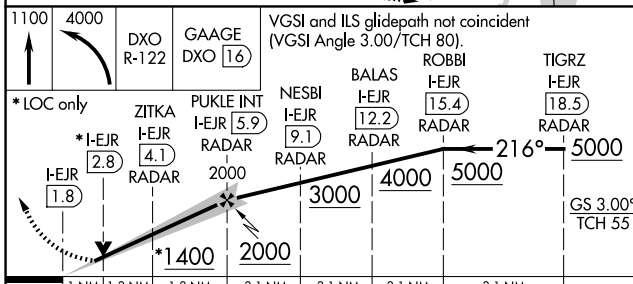 1100
4000
DXO
R-122
GAAGE
DXO 16
VGSI and ILS glidepath not coincident
(VGSI Angle 3.00/TCH 80).
* LOC only
I-EJR
1.8
* I-EJR
2.8
ZITKA
I-EJR
4.1
RADAR
PUKLE INT
I-EJR 5.9
RADAR
2000
NESBI
I-EJR
9.1
RADAR
BALAS
I-EJR
12.2
RADAR
ROBBI
I-EJR
15.4
RADAR
TIGRZ
I-EJR
18.5
RADAR
216°
5000
5000
4000
3000
2000
*1400
GS 3.00°
TCH 55